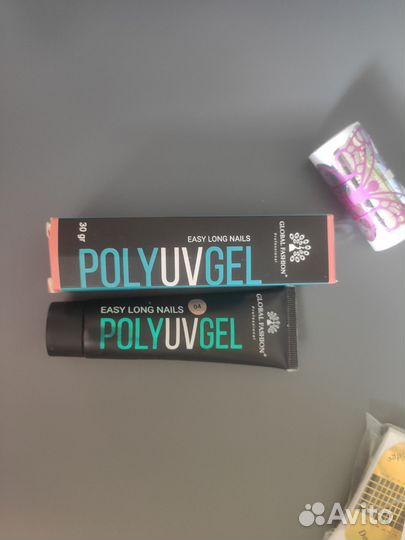 30 gr
EASY LONG NAILS
POLYUVGEL
GLOBAL FASHION®
Professional
EASY LONG NAILS 04
POLYUVGEL
GLOBAL FASHION®
Professional
Avito